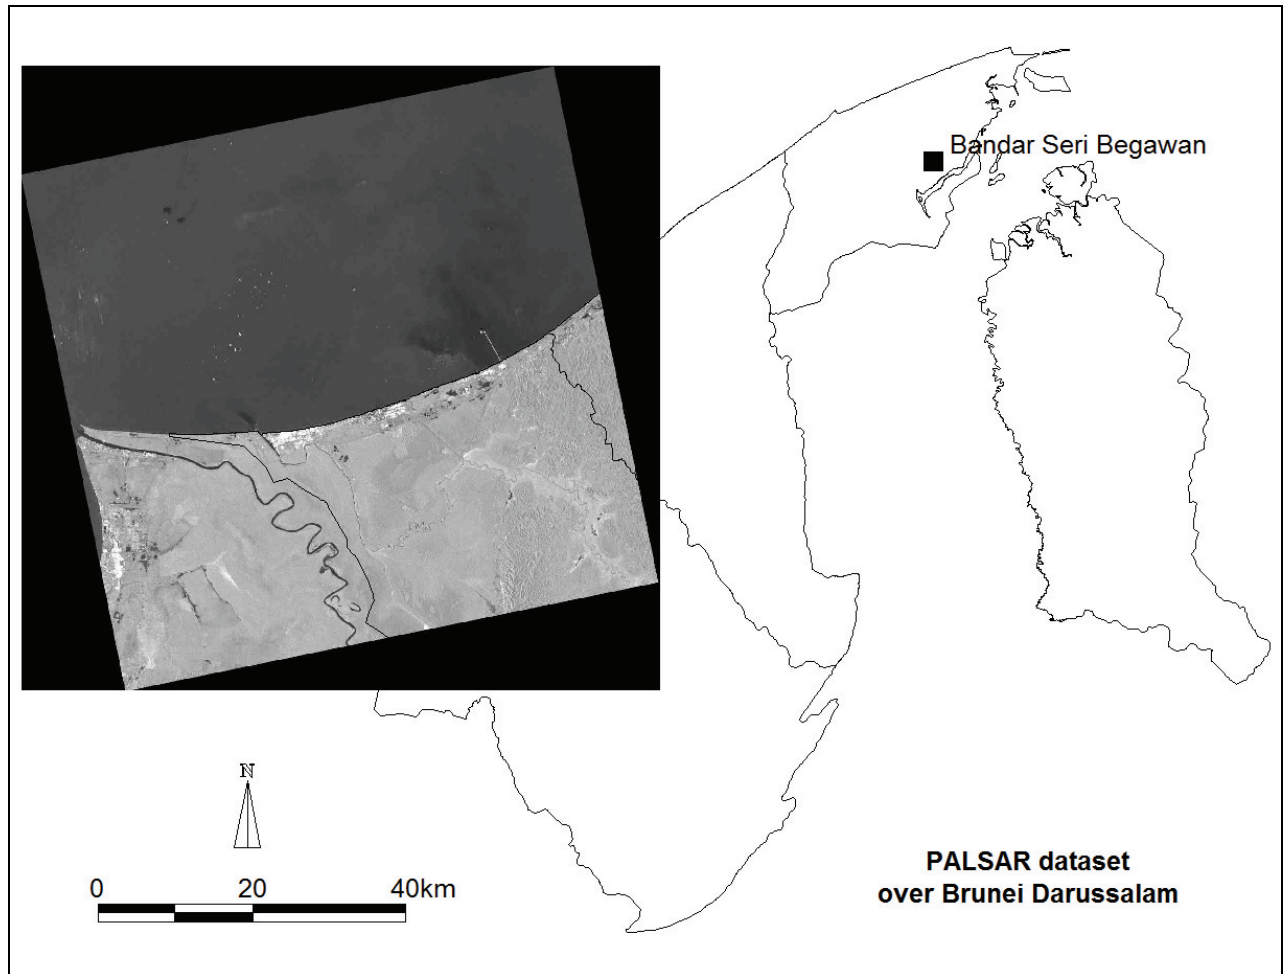 Bandar Seri Begawan
N
0 20 40km
PALSAR dataset
over Brunei Darussalam